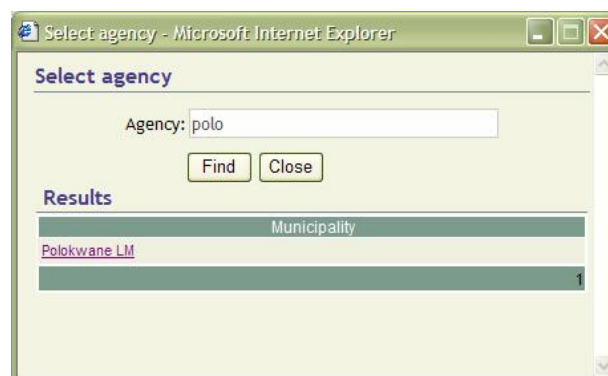 Select agency - Microsoft Internet Explorer
Select agency
Agency: polo
Find Close
Results
Municipality
Polokwane LM
1